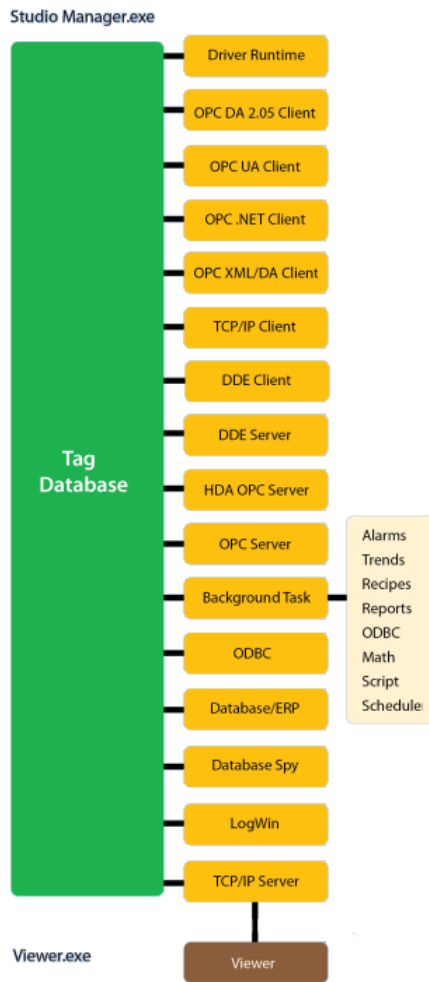 Studio Manager.exe
Driver Runtime
OPC DA 2.05 Client
OPC UA Client
OPC .NET Client
OPC XML/DA Client
TCP/IP Client
DDE Client
Tag
Database
DDE Server
HDA OPC Server
OPC Server
Background Task
Alarms
Trends
Recipes
Reports
ODBC
Math
Script
Scheduler
ODBC
Database/ERP
Database Spy
LogWin
TCP/IP Server
Viewer.exe
Viewer